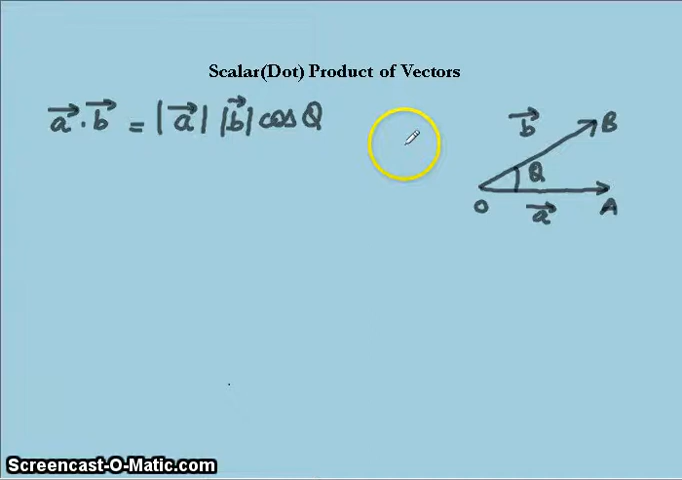 Scalar(Dot) Product of Vectors
a⃗ · b⃗ = |a⃗| |b⃗| cos Q
b⃗ B
Q
O a⃗ A
Screencast-O-Matic.com